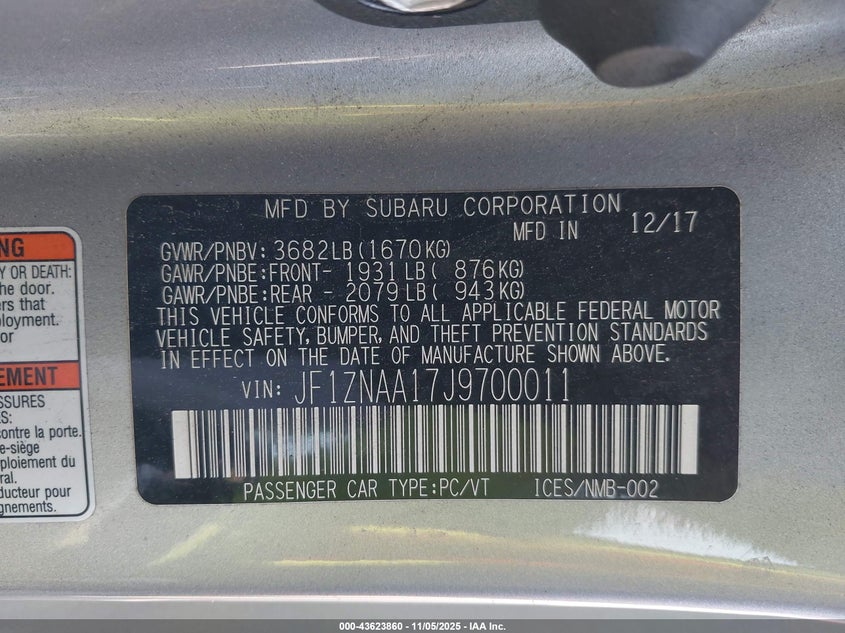 MFD BY SUBARU CORPORATION
MFD IN 12/17
GVWR/PNBV: 3682LB(1670KG)
GAWR/PNBE:FRONT- 1931LB( 876KG)
GAWR/PNBE:REAR - 2079LB( 943KG)
THIS VEHICLE CONFORMS TO ALL APPLICABLE FEDERAL MOTOR
VEHICLE SAFETY, BUMPER, AND THEFT PREVENTION STANDARDS
IN EFFECT ON THE DATE OF MANUFACTURE SHOWN ABOVE.
VIN: JF1ZNAA17J9700011
PASSENGER CAR TYPE:PC/VT ICES/NMB-002
NG
Y OR DEATH:
the door.
ers that
ployment.
or
EMENT
SSURES
S:
contre la porte.
e-siège
ploiement du
ral.
ducteur pour
gnements.
000-43623860 - 11/05/2025 - IAA Inc.